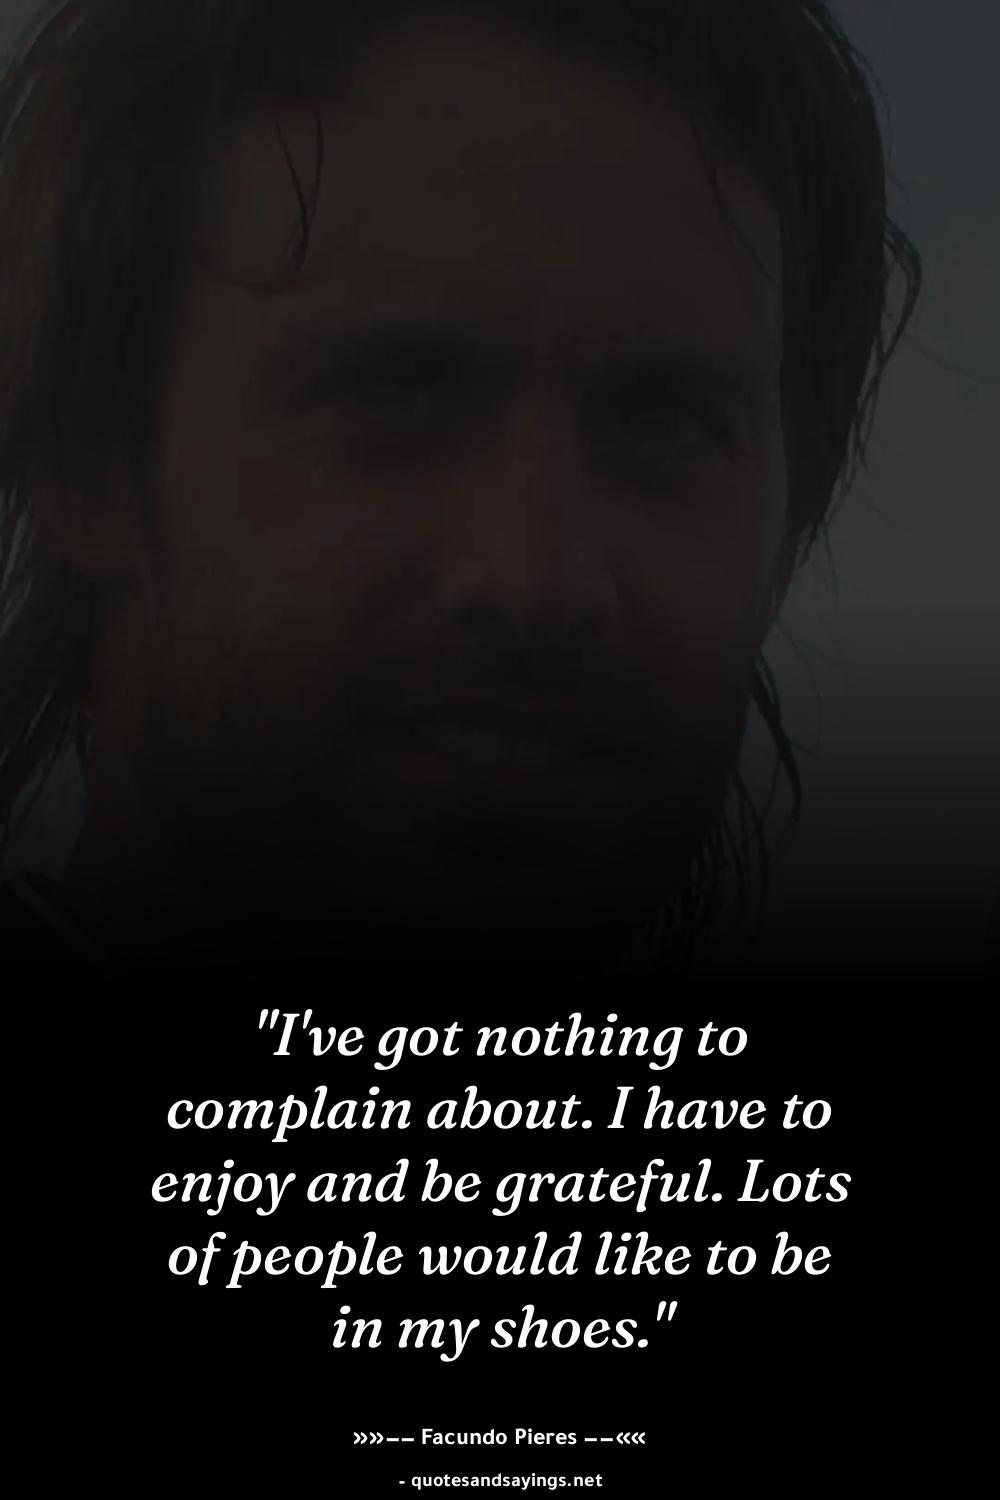 "I've got nothing to
complain about. I have to
enjoy and be grateful. Lots
of people would like to be
in my shoes."
»»–– Facundo Pieres ––««
- quotesandsayings.net